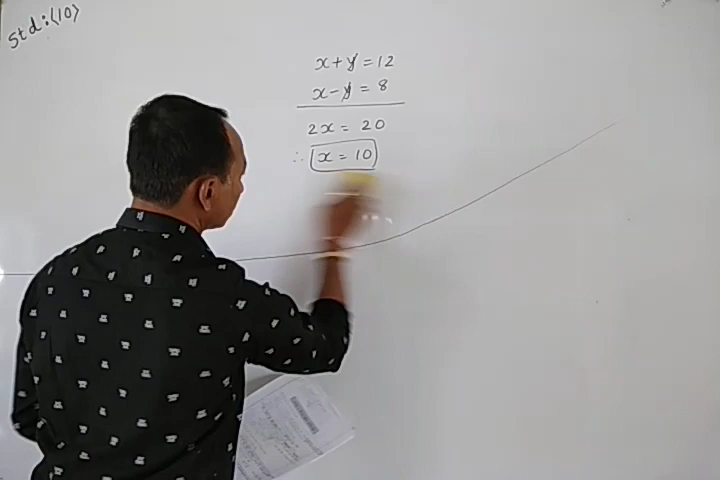 Std:(10)
x+y=12
x-y=8
2x=20
∴ x=10